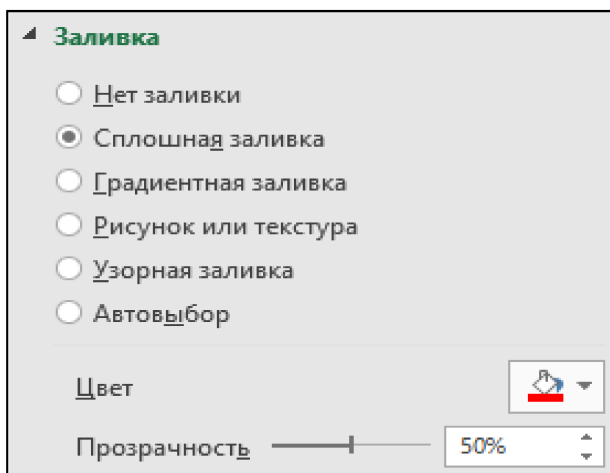 Заливка
Нет заливки
Сплошная заливка
Градиентная заливка
Рисунок или текстура
Узорная заливка
Автовыбор
Цвет
Прозрачность 50%